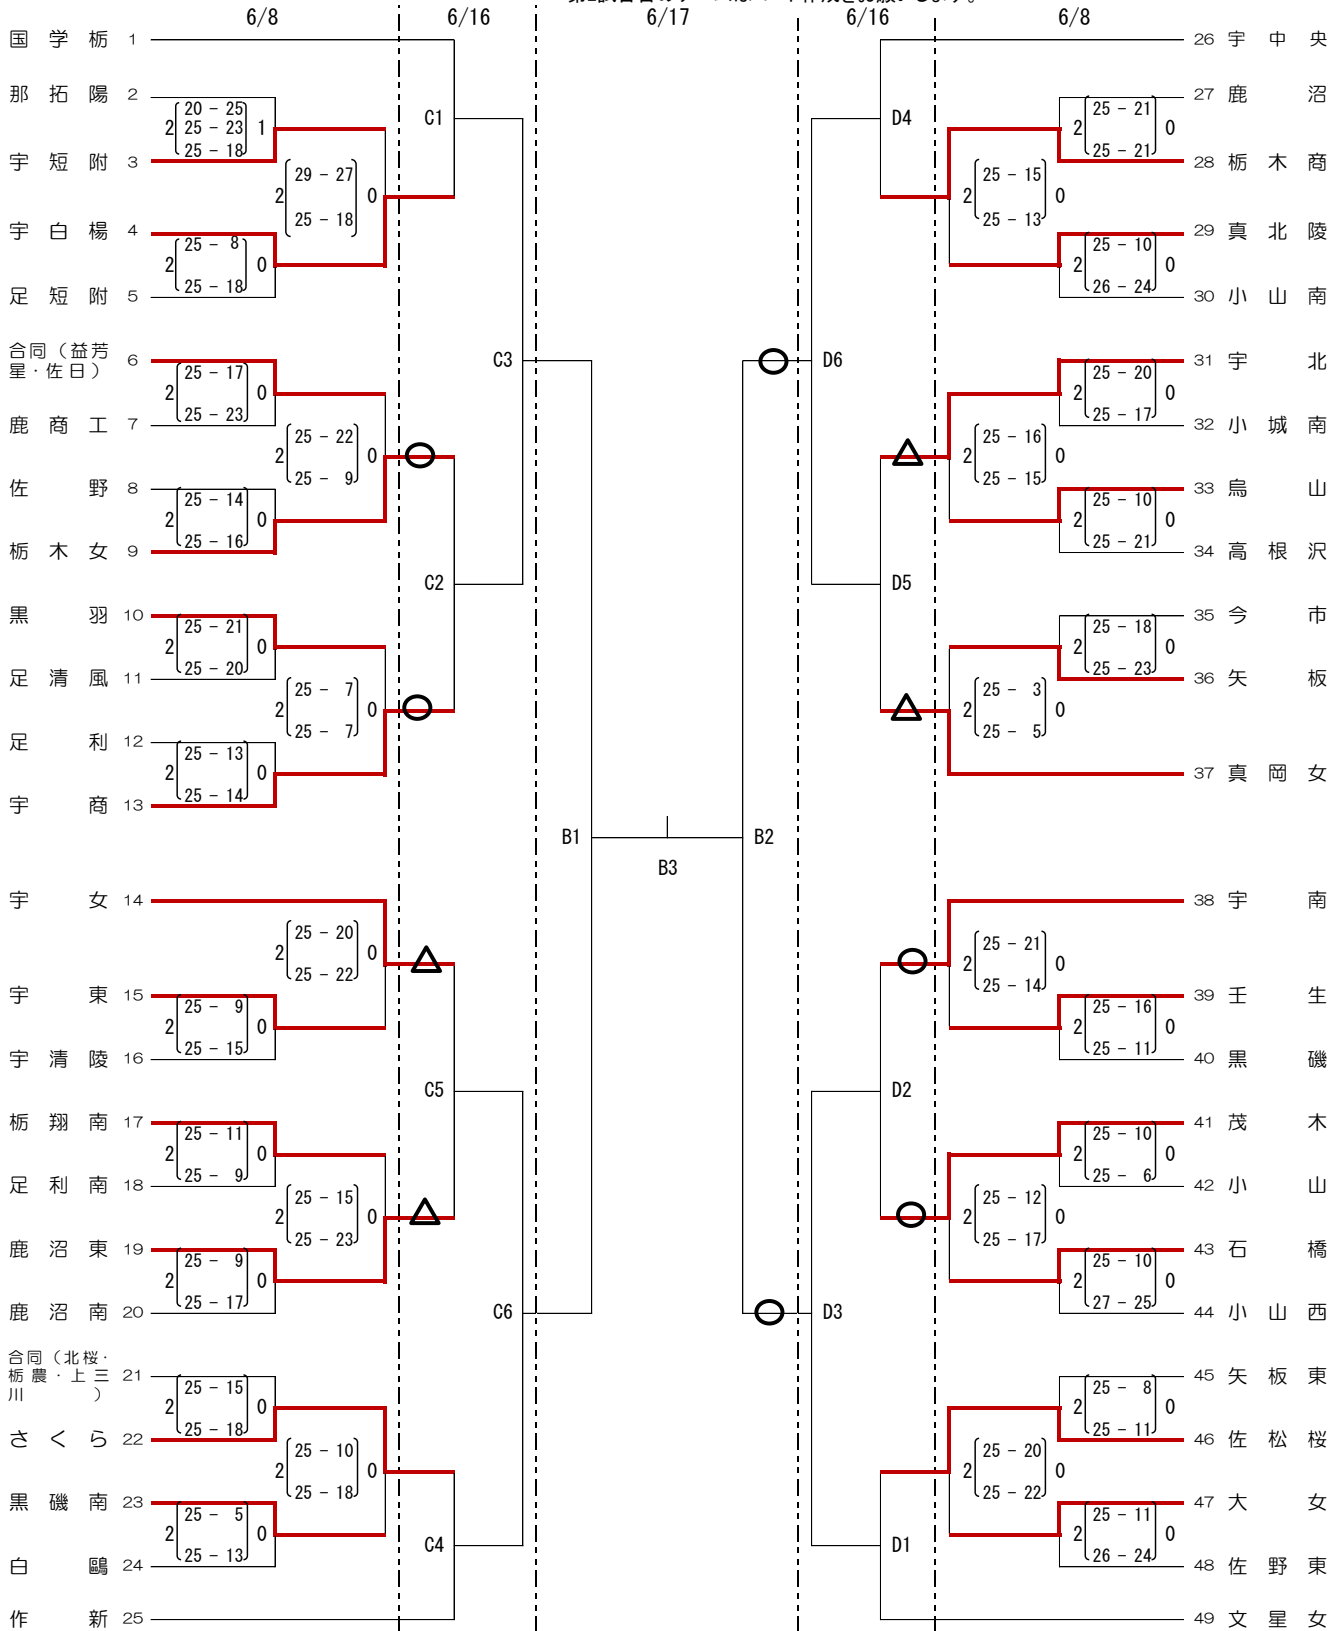 6/8 6/16 6/17 6/16 6/8
国学栃 1
那拓陽 2
2 20 - 25 1
25 - 23
25 - 18
宇短附 3
2 29 - 27 0
25 - 18
宇白楊 4
2 25 - 8 0
25 - 18
足短附 5
合同（益芳
星・佐日） 6
2 25 - 17 0
25 - 23
鹿商工 7
2 25 - 22 0
25 - 9
佐野 8
2 25 - 14 0
25 - 16
栃木女 9
黒羽 10
2 25 - 21 0
25 - 20
足清風 11
2 25 - 7 0
25 - 7
足利 12
2 25 - 13 0
25 - 14
宇商 13
宇女 14
2 25 - 20 0
25 - 22
宇東 15
2 25 - 9 0
25 - 15
宇清陵 16
栃翔南 17
2 25 - 11 0
25 - 9
足利南 18
2 25 - 15 0
25 - 23
鹿沼東 19
2 25 - 9 0
25 - 17
鹿沼南 20
合同（北桜・
栃農・上三 21
川）
2 25 - 15 0
25 - 18
さくら 22
2 25 - 10 0
25 - 18
黒磯南 23
2 25 - 5 0
25 - 13
白鷗 24
作新 25
C1
C3
C2
C5
C6
C4
B1
B3
B2
D4
D6
D5
D2
D3
D1
26 宇中央
27 鹿沼
2 25 - 21 0
25 - 21
28 栃木商
2 25 - 15 0
25 - 13
29 真北陵
2 25 - 10 0
26 - 24
30 小山南
31 宇北
2 25 - 20 0
25 - 17
32 小城南
2 25 - 16 0
25 - 15
33 烏山
2 25 - 10 0
25 - 21
34 高根沢
35 今市
2 25 - 18 0
25 - 23
36 矢板
2 25 - 3 0
25 - 5
37 真岡女
38 宇南
2 25 - 21 0
25 - 14
39 壬生
2 25 - 16 0
25 - 11
40 黒磯
41 茂木
2 25 - 10 0
25 - 6
42 小山
2 25 - 12 0
25 - 17
43 石橋
2 25 - 10 0
27 - 25
44 小山西
45 矢板東
2 25 - 8 0
25 - 11
46 佐松桜
2 25 - 20 0
25 - 22
47 大女
2 25 - 11 0
26 - 24
48 佐野東
49 文星女